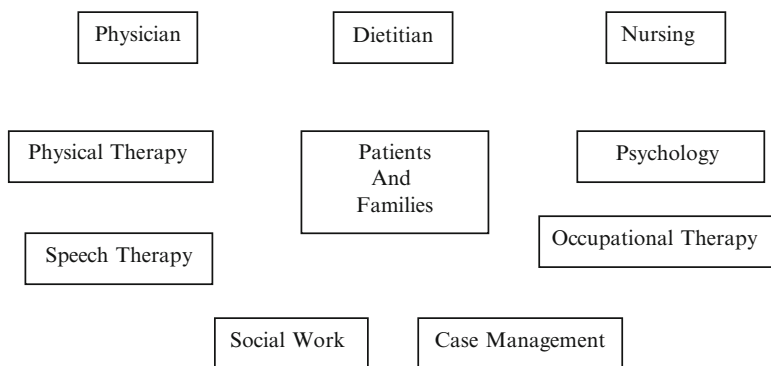 Physician
Dietitian
Nursing
Physical Therapy
Patients
And
Families
Psychology
Speech Therapy
Occupational Therapy
Social Work
Case Management